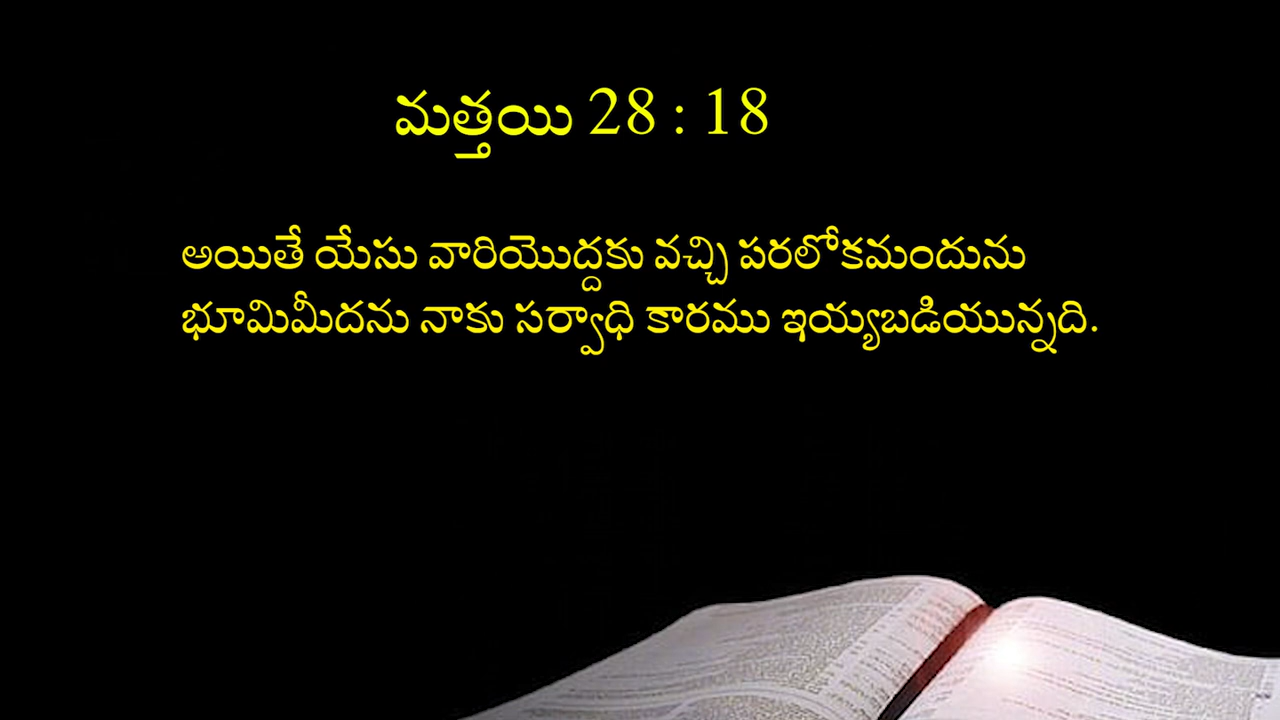 మత్తయి 28 : 18
అయితే యేసు వారియొద్దకు వచ్చి పరలోకమందును
భూమిమీదను నాకు సర్వాధి కారము ఇయ్యబడియున్నది.